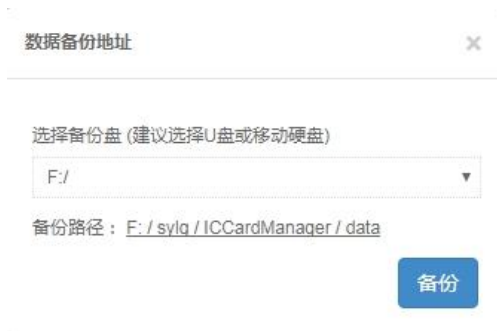 数据备份地址
选择备份盘 (建议选择U盘或移动硬盘)
F:/
备份路径： F: / sylq / ICCardManager / data
备份